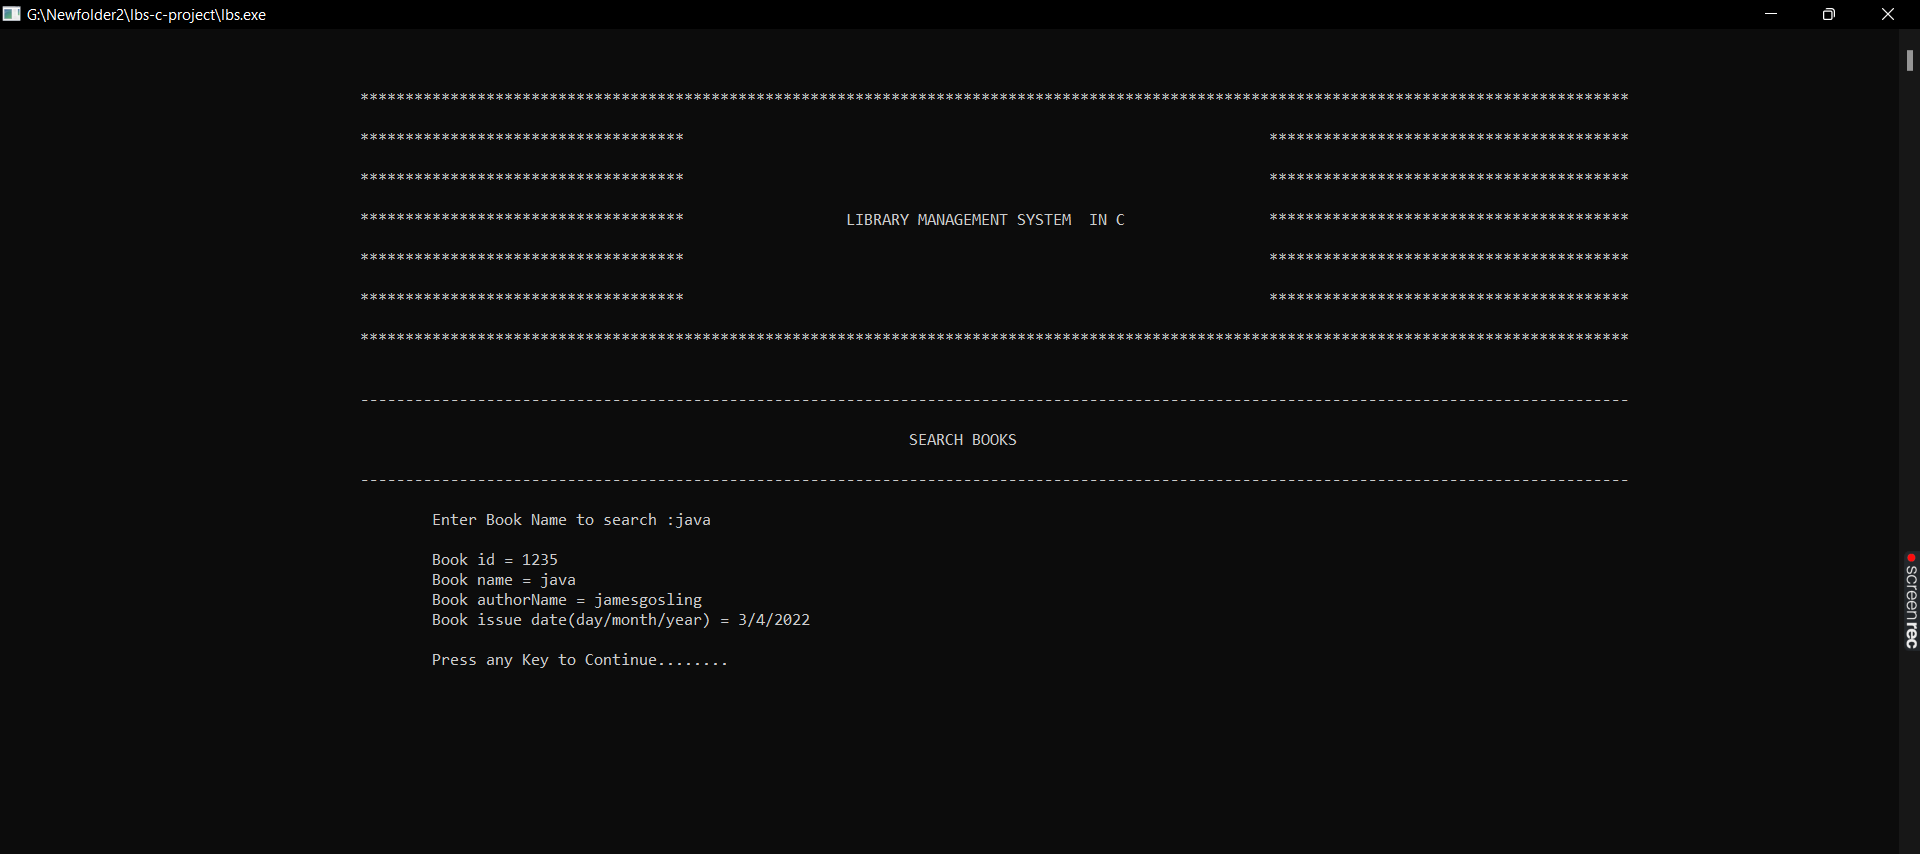 G:\Newfolder2\lbs-c-project\lbs.exe
*********************************************************************************************************************************************
************************************ ****************************************
************************************ ****************************************
************************************ LIBRARY MANAGEMENT SYSTEM  IN C ****************************************
************************************ ****************************************
************************************ ****************************************
*********************************************************************************************************************************************
---------------------------------------------------------------------------------------------------------------------------------------------
SEARCH BOOKS
---------------------------------------------------------------------------------------------------------------------------------------------
Enter Book Name to search :java
Book id = 1235
Book name = java
Book authorName = jamesgosling
Book issue date(day/month/year) = 3/4/2022
Press any Key to Continue........
screenrec